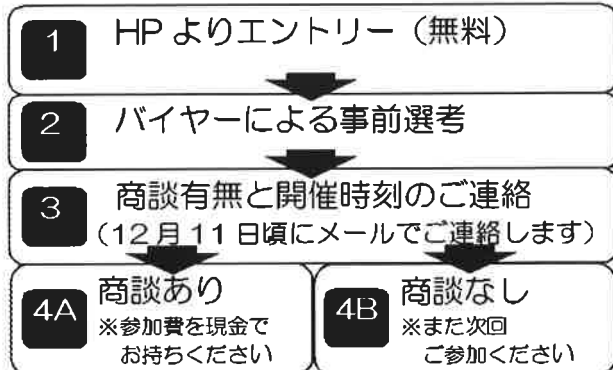 1 HPよりエントリー（無料）
2 バイヤーによる事前選考
3 商談有無と開催時刻のご連絡
（12月11日頃にメールでご連絡します）
4A 商談あり
※参加費を現金で
お持ちください
4B 商談なし
※また次回
ご参加ください